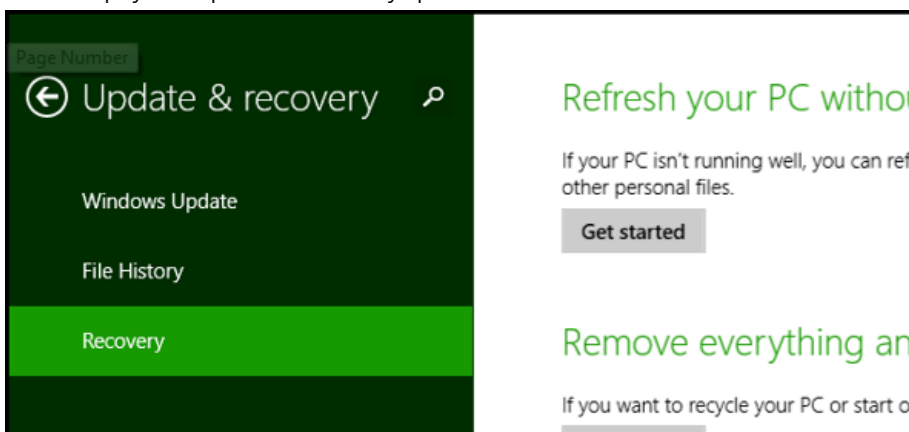 Page Number
Update & recovery
Windows Update
File History
Recovery
Refresh your PC withou
If your PC isn't running well, you can ref
other personal files.
Get started
Remove everything an
If you want to recycle your PC or start o